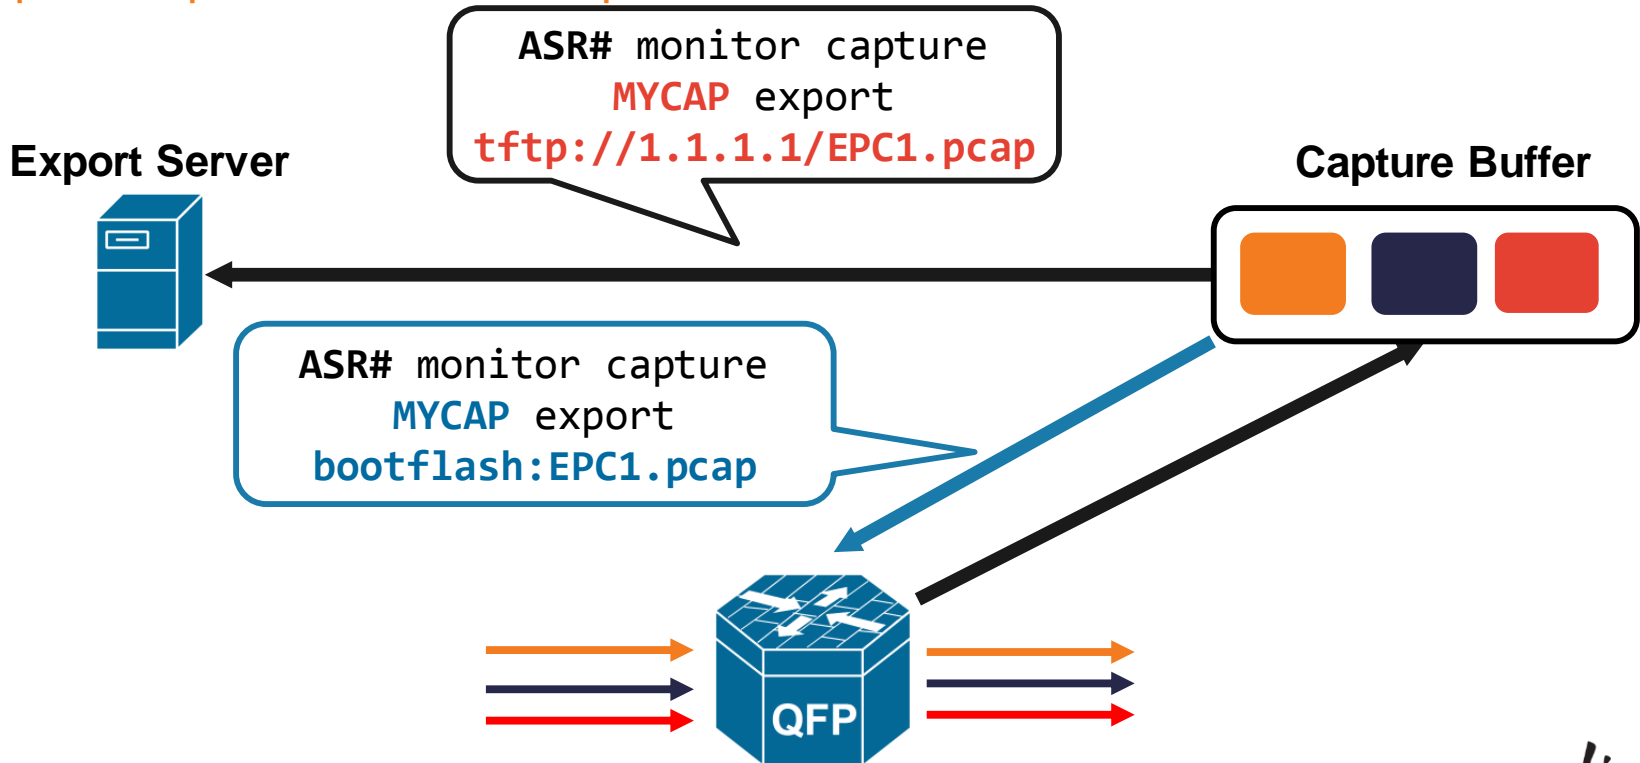 ASR# monitor capture
MYCAP export
tftp://1.1.1.1/EPC1.pcap
Export Server
Capture Buffer
ASR# monitor capture
MYCAP export
bootflash:EPC1.pcap
QFP